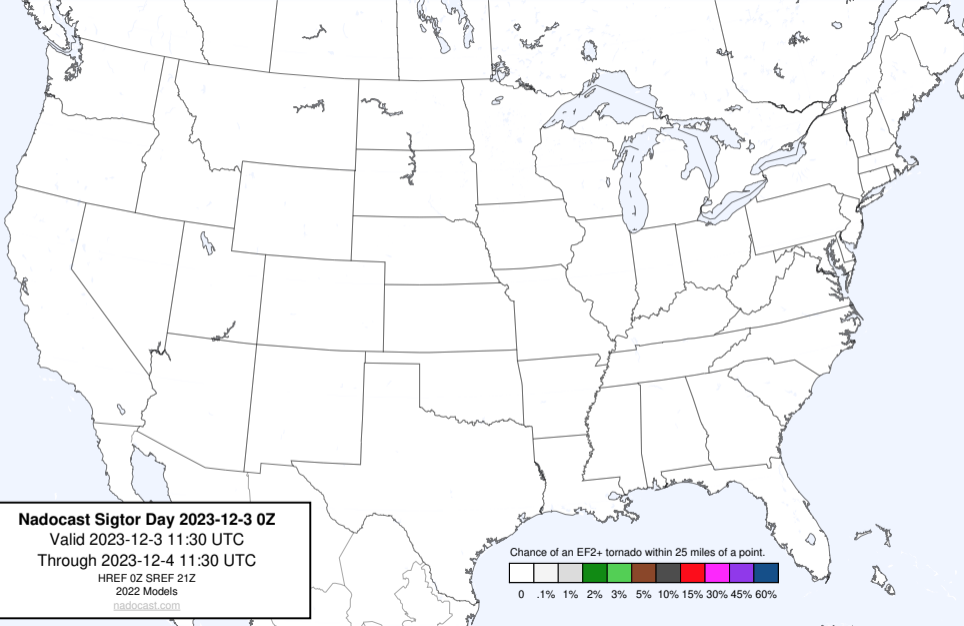 Nadocast Sigtor Day 2023-12-3 0Z
Valid 2023-12-3 11:30 UTC
Through 2023-12-4 11:30 UTC
HREF 0Z SREF 21Z
2022 Models
nadocast.com
Chance of an EF2+ tornado within 25 miles of a point.
0 .1% 1% 2% 3% 5% 10% 15% 30% 45% 60%